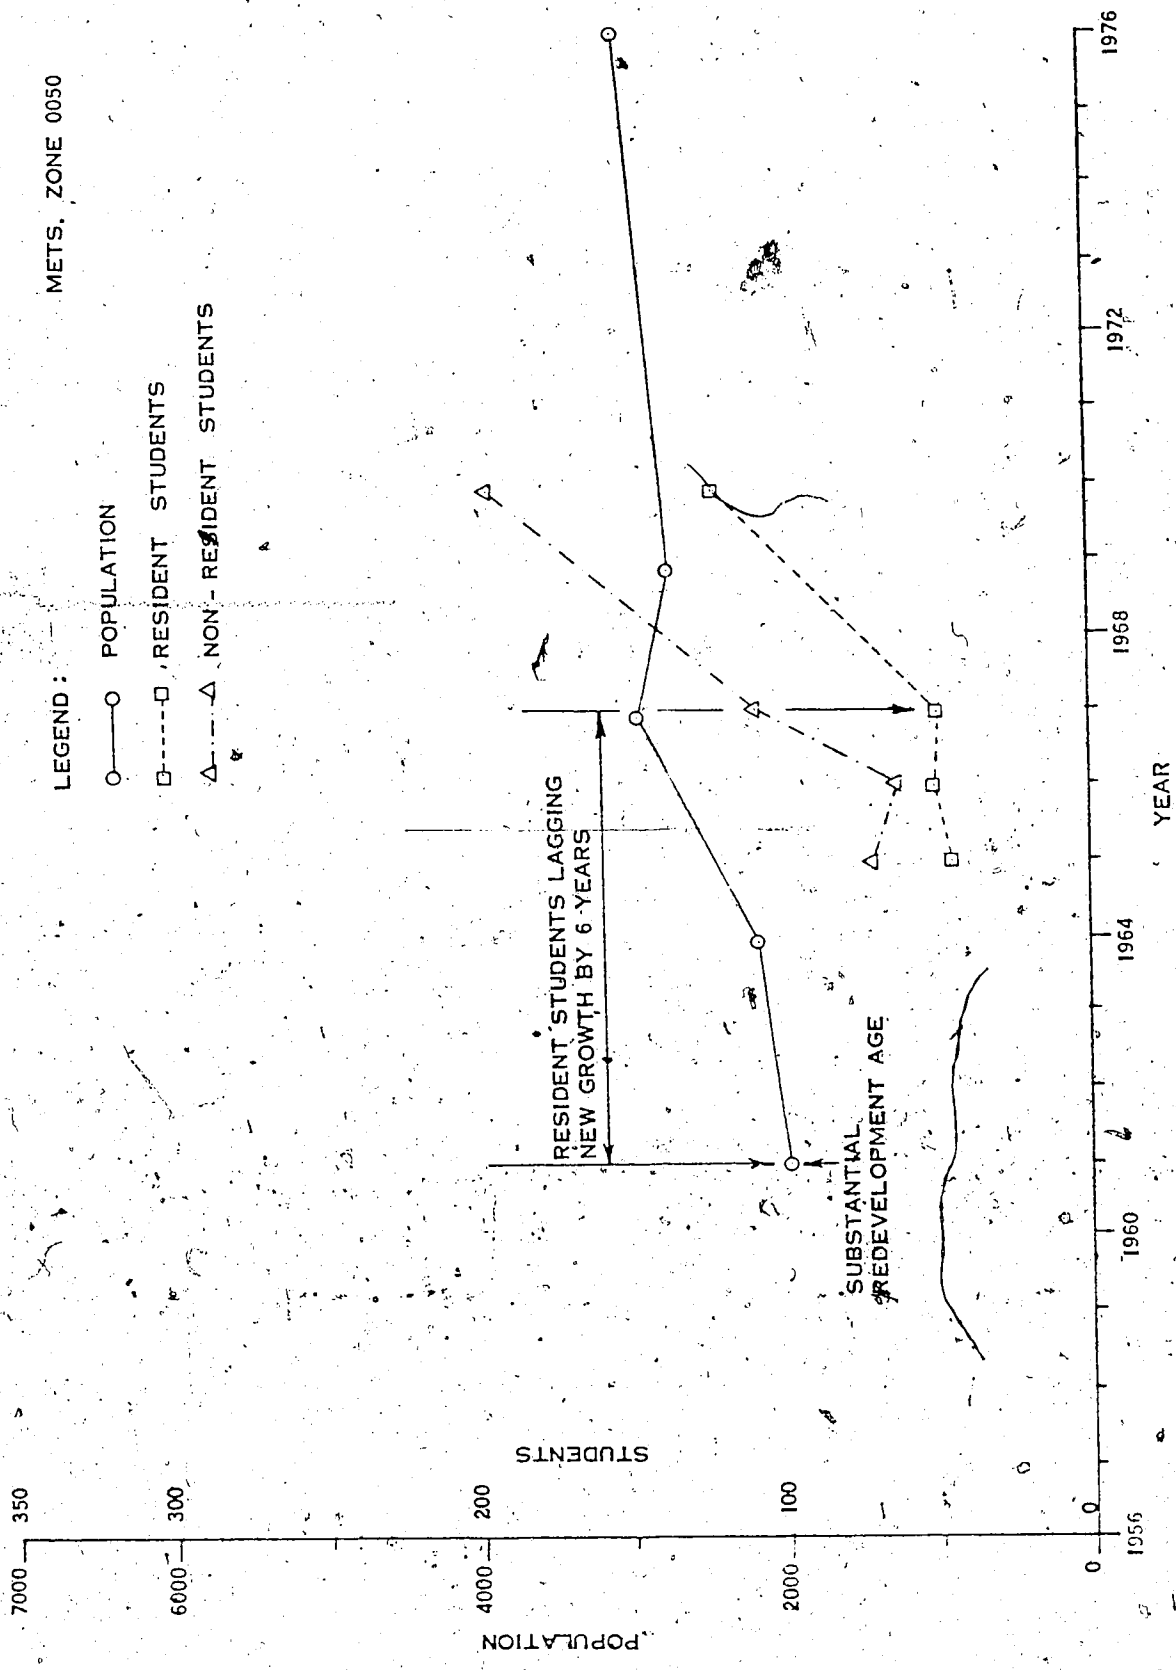 METS. ZONE 0050
LEGEND :
POPULATION
RESIDENT STUDENTS
NON-RESIDENT STUDENTS
RESIDENT STUDENTS LAGGING
NEW GROWTH BY 6 YEARS
SUBSTANTIAL
REDEVELOPMENT AGE
POPULATION
7000
6000
4000
2000
0
STUDENTS
350
300
200
100
0
1956
1960
1964
1968
1972
1976
YEAR